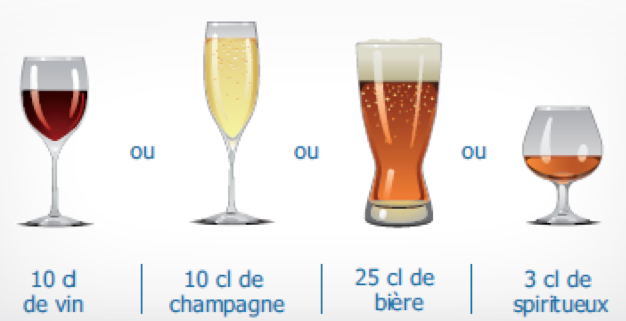 ou
ou
ou
10 cl
de vin
10 cl de
champagne
25 cl de
bière
3 cl de
spiritueux